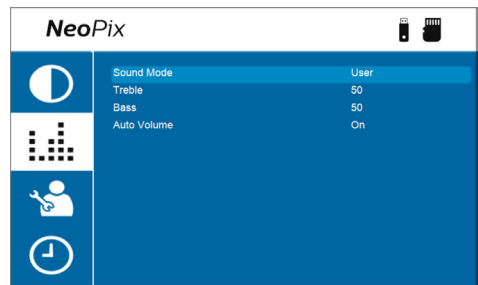 NeoPix
Sound Mode User
Treble 50
Bass 50
Auto Volume On